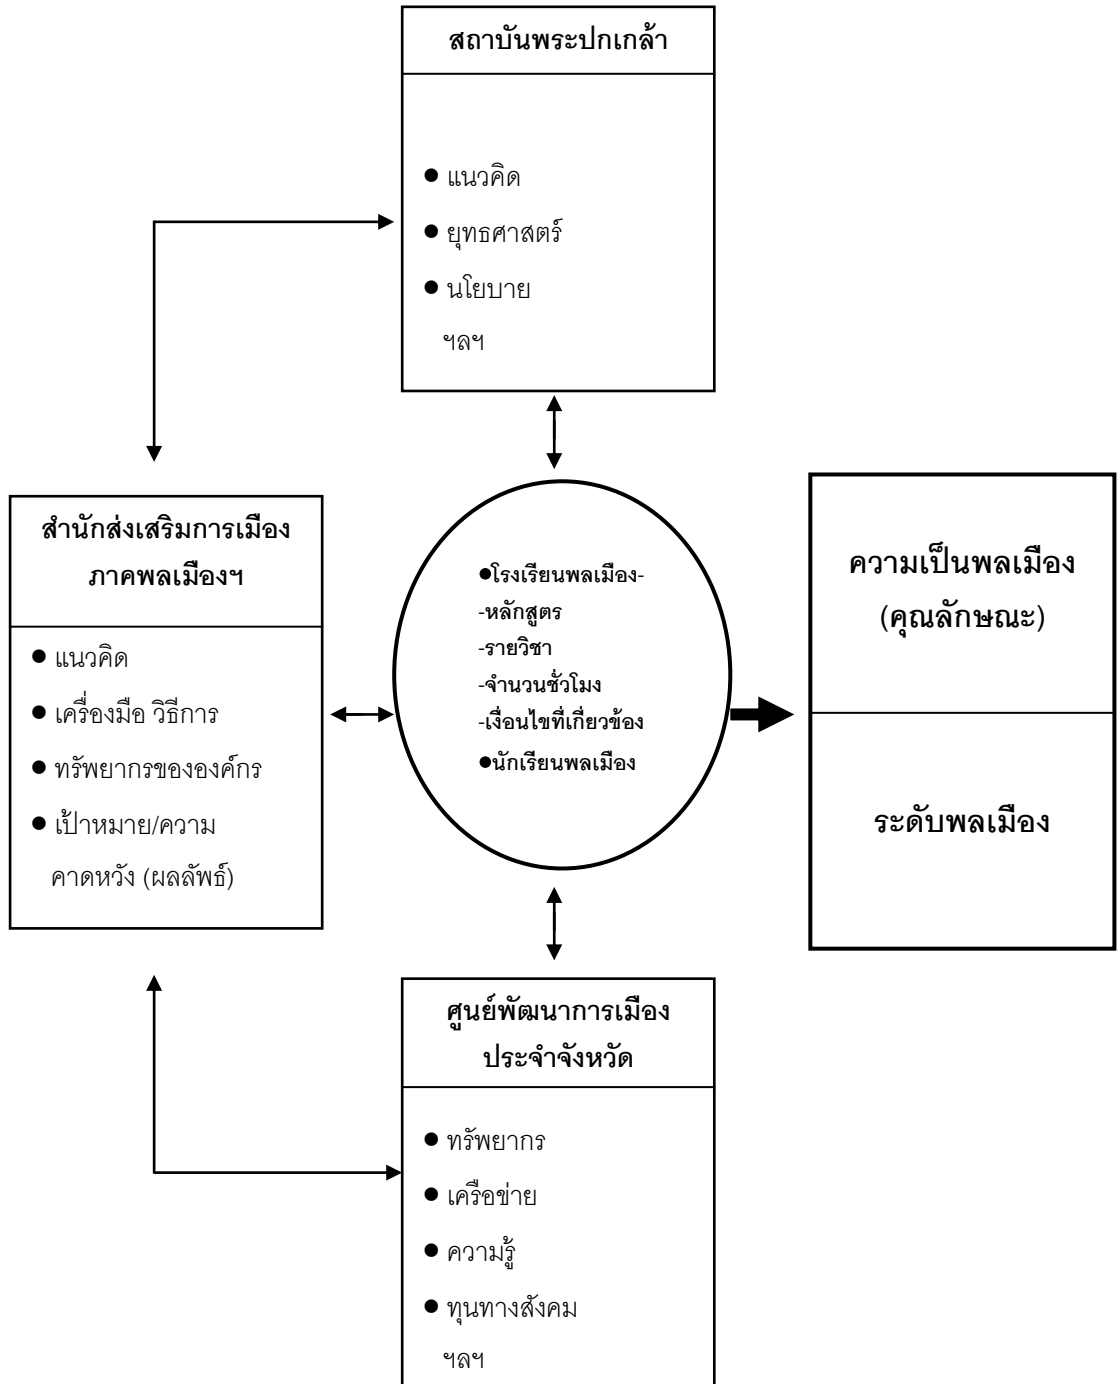 สถาบันพระปกเกล้า
● แนวคิด
● ยุทธศาสตร์
● นโยบาย
ฯลฯ
สำนักส่งเสริมการเมือง
ภาคพลเมืองฯ
● แนวคิด
● เครื่องมือ วิธีการ
● ทรัพยากรขององค์กร
● เป้าหมาย/ความ
คาดหวัง (ผลลัพธ์)
●โรงเรียนพลเมือง-
-หลักสูตร
-รายวิชา
-จำนวนชั่วโมง
-เงื่อนไขที่เกี่ยวข้อง
●นักเรียนพลเมือง
ความเป็นพลเมือง
(คุณลักษณะ)
ระดับพลเมือง
ศูนย์พัฒนาการเมือง
ประจำจังหวัด
● ทรัพยากร
● เครือข่าย
● ความรู้
● ทุนทางสังคม
ฯลฯ